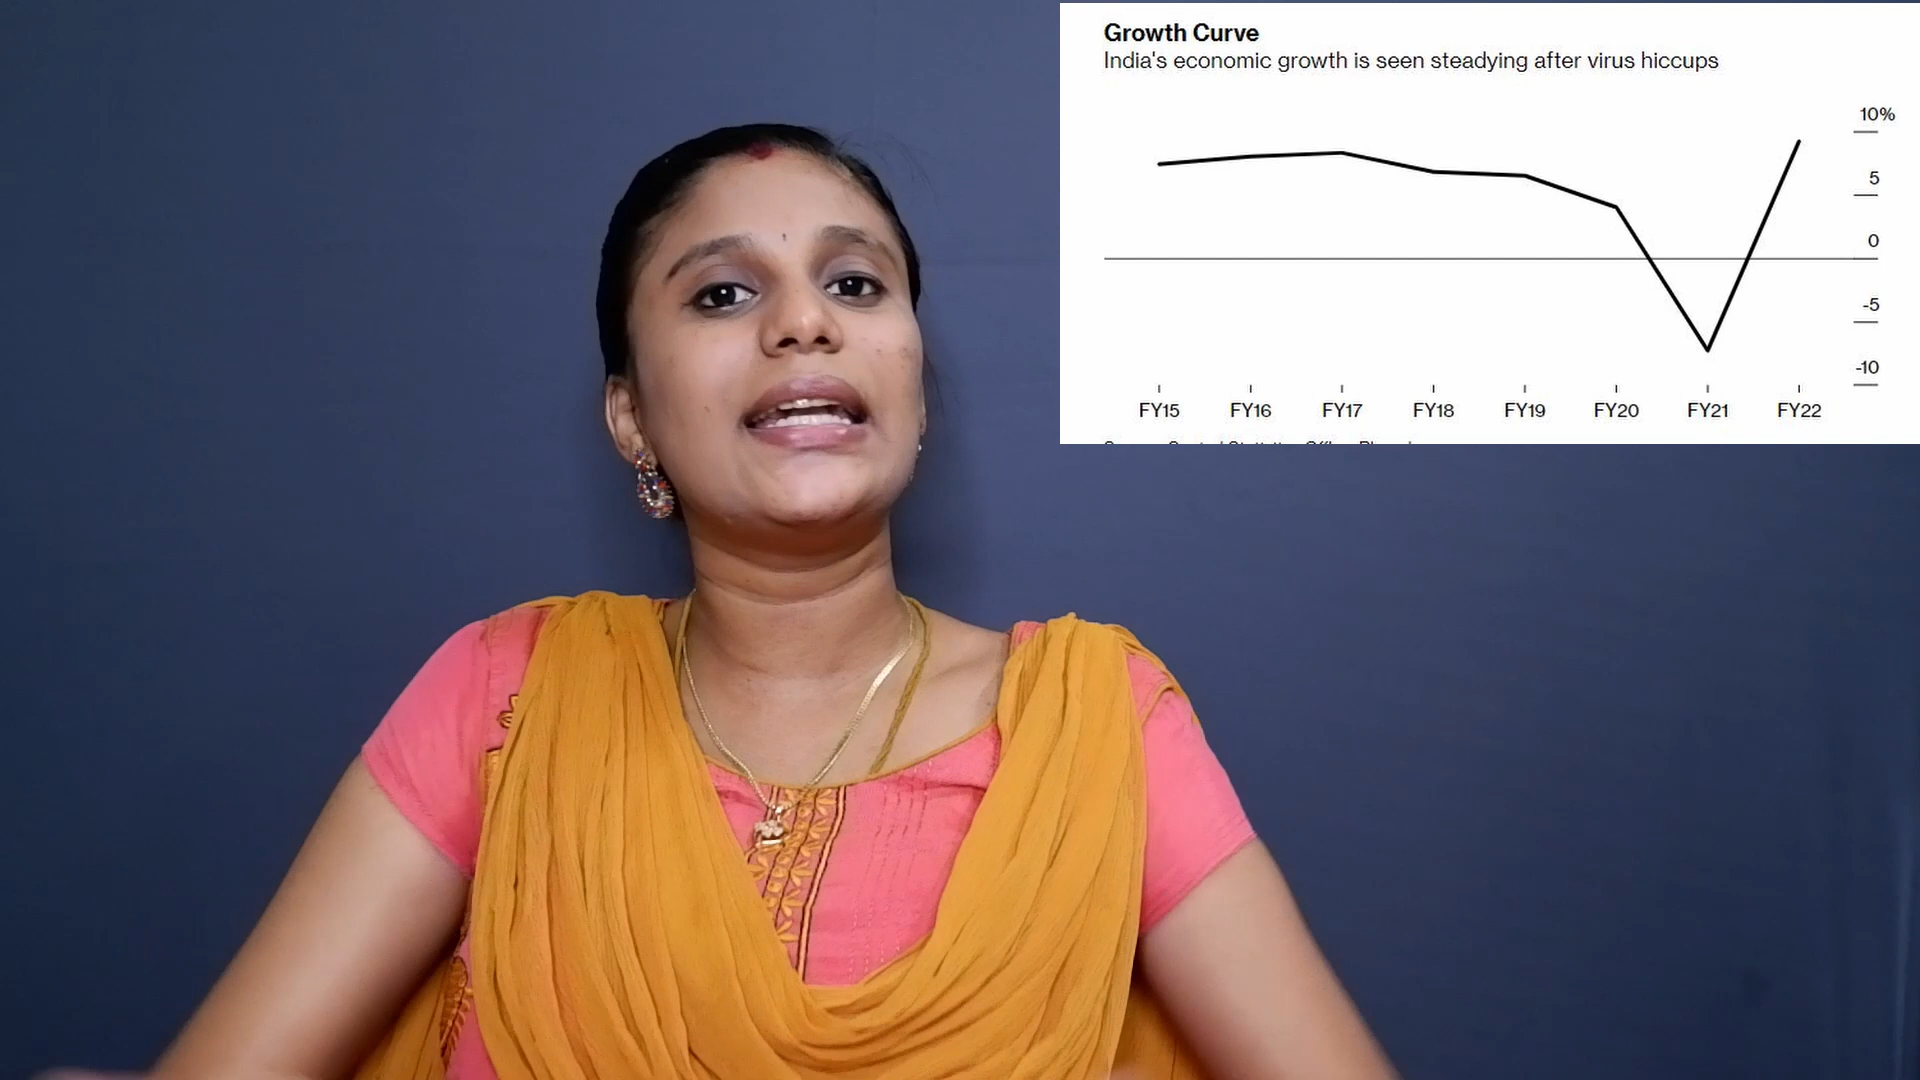 Growth Curve
India's economic growth is seen steadying after virus hiccups
10%
5
0
-5
-10
FY15 FY16 FY17 FY18 FY19 FY20 FY21 FY22